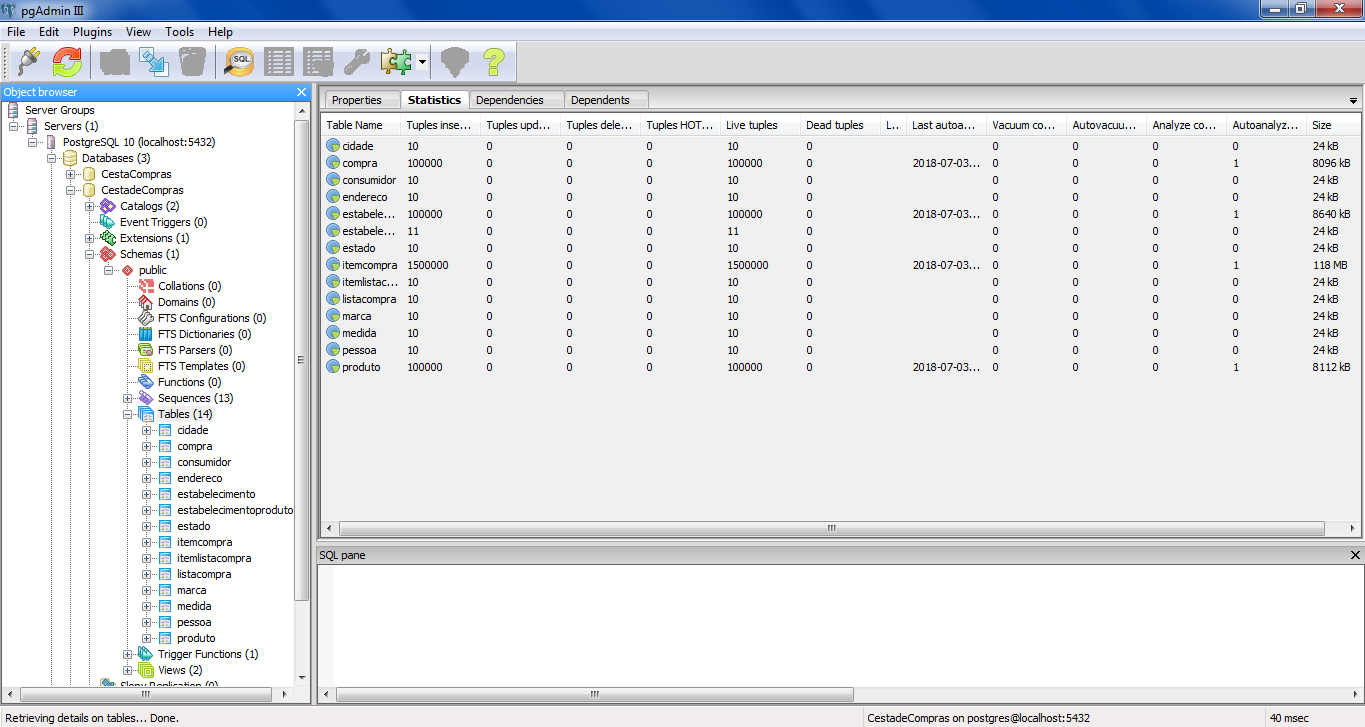 pgAdmin III
File Edit Plugins View Tools Help
SQL
Object browser
Server Groups
Servers (1)
PostgreSQL 10 (localhost:5432)
Databases (3)
CestaCompras
CestadeCompras
Catalogs (2)
Event Triggers (0)
Extensions (1)
Schemas (1)
public
Collations (0)
Domains (0)
FTS Configurations (0)
FTS Dictionaries (0)
FTS Parsers (0)
FTS Templates (0)
Functions (0)
Sequences (13)
Tables (14)
cidade
compra
consumidor
endereco
estabelecimento
estabelecimentoproduto
estado
itemcompra
itemlistacompra
listacompra
marca
medida
pessoa
produto
Trigger Functions (1)
Views (2)
Slony Replication (0)
Properties Statistics Dependencies Dependents
Table Name Tuples inse... Tuples upd... Tuples dele... Tuples HOT... Live tuples Dead tuples L... Last autoa... Vacuum co... Autovacuu... Analyze co... Autoanalyz... Size
cidade 10 0 0 0 10 0 0 0 0 0 24 kB
compra 100000 0 0 0 100000 0 2018-07-03... 0 0 0 1 8096 kB
consumidor 10 0 0 0 10 0 0 0 0 0 24 kB
endereco 10 0 0 0 10 0 0 0 0 0 24 kB
estabele... 100000 0 0 0 100000 0 2018-07-03... 0 0 0 1 8640 kB
estabele... 11 0 0 0 11 0 0 0 0 0 24 kB
estado 10 0 0 0 10 0 0 0 0 0 24 kB
itemcompra 1500000 0 0 0 1500000 0 2018-07-03... 0 0 0 1 118 MB
itemlistac... 10 0 0 0 10 0 0 0 0 0 24 kB
listacompra 10 0 0 0 10 0 0 0 0 0 24 kB
marca 10 0 0 0 10 0 0 0 0 0 24 kB
medida 10 0 0 0 10 0 0 0 0 0 24 kB
pessoa 10 0 0 0 10 0 0 0 0 0 24 kB
produto 100000 0 0 0 100000 0 2018-07-03... 0 0 0 1 8112 kB
SQL pane
Retrieving details on tables... Done. CestadeCompras on postgres@localhost:5432 40 msec